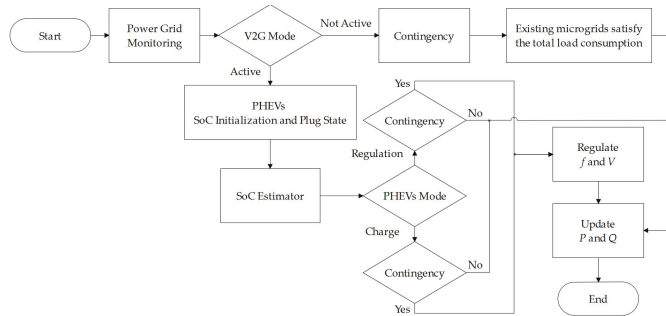 Start
Power Grid
Monitoring
V2G Mode
Not Active
Contingency
Existing microgrids satisfy
the total load consumption
Active
PHEVs
SoC Initialization and Plug State
Yes
Contingency
No
Regulation
Regulate
f and V
SoC Estimator
PHEVs Mode
Charge
Update
P and Q
Contingency
No
Yes
End